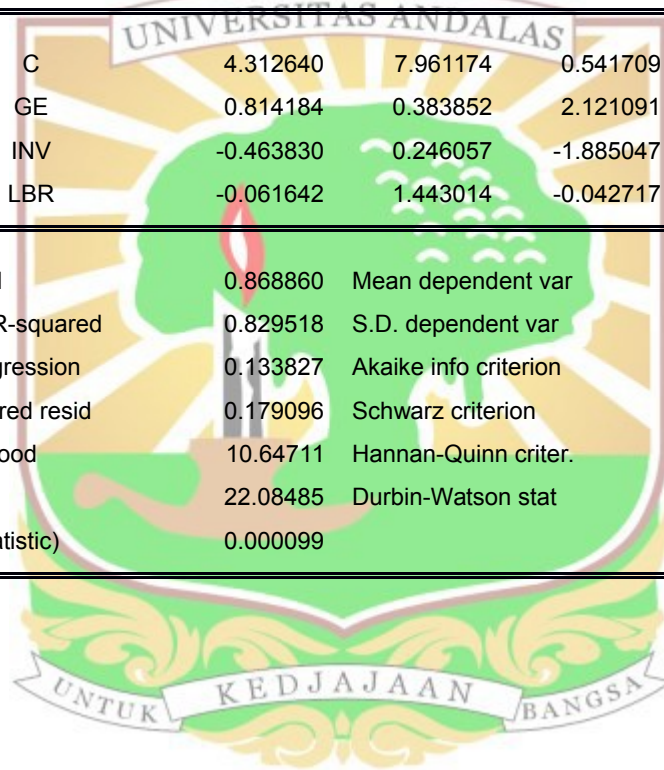 UNIVERSITAS ANDALAS
C 4.312640 7.961174 0.541709
GE 0.814184 0.383852 2.121091
INV -0.463830 0.246057 -1.885047
LBR -0.061642 1.443014 -0.042717
0.868860 Mean dependent var
R-squared 0.829518 S.D. dependent var
gression 0.133827 Akaike info criterion
red resid 0.179096 Schwarz criterion
ood 10.64711 Hannan-Quinn criter.
22.08485 Durbin-Watson stat
tistic) 0.000099
UNTUK KEDJAJAAN BANGSA